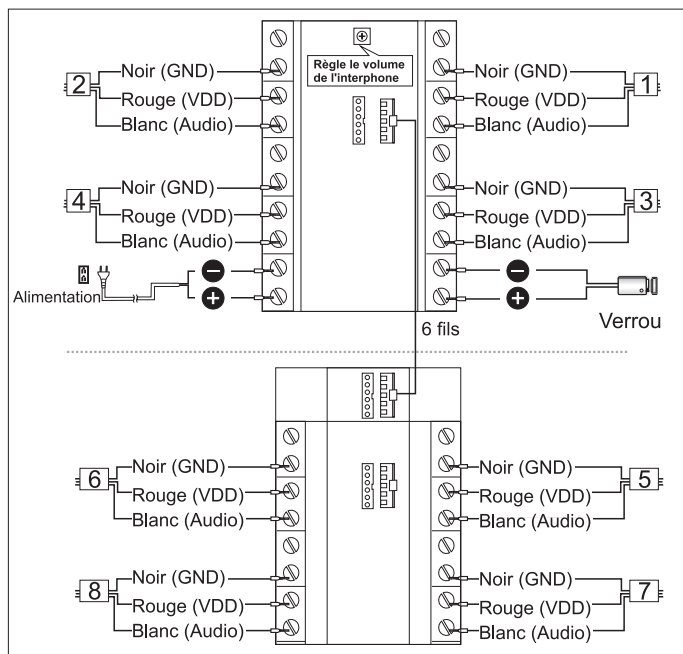 Règle le volume
de l'interphone
2
Noir (GND)
Rouge (VDD)
Blanc (Audio)
Noir (GND)
Rouge (VDD)
Blanc (Audio)
1
4
Noir (GND)
Rouge (VDD)
Blanc (Audio)
Noir (GND)
Rouge (VDD)
Blanc (Audio)
3
Alimentation
−
+
−
+
Verrou
6 fils
6
Noir (GND)
Rouge (VDD)
Blanc (Audio)
Noir (GND)
Rouge (VDD)
Blanc (Audio)
5
8
Noir (GND)
Rouge (VDD)
Blanc (Audio)
Noir (GND)
Rouge (VDD)
Blanc (Audio)
7